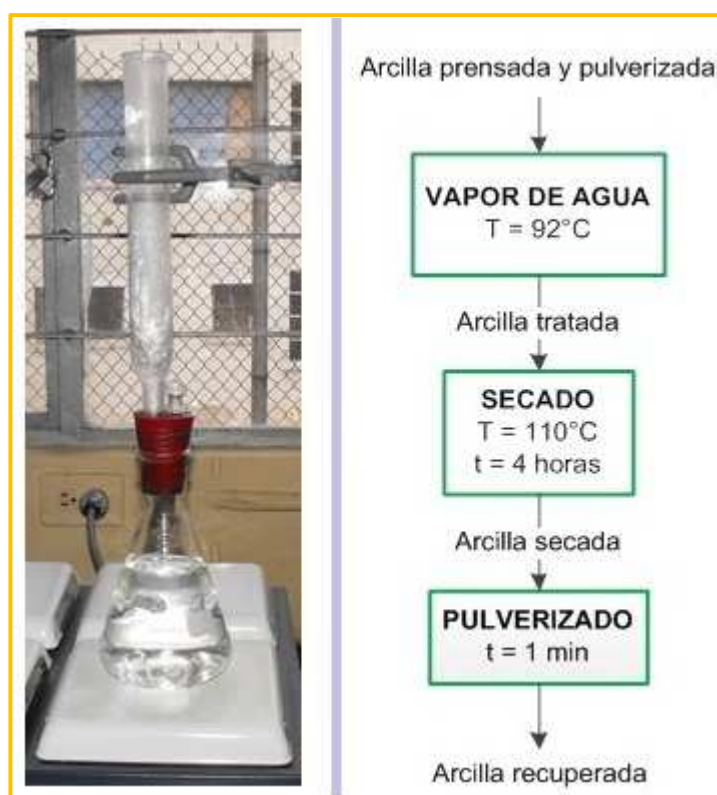 Arcilla prensada y pulverizada
VAPOR DE AGUA
T = 92°C
Arcilla tratada
SECADO
T = 110°C
t = 4 horas
Arcilla secada
PULVERIZADO
t = 1 min
Arcilla recuperada